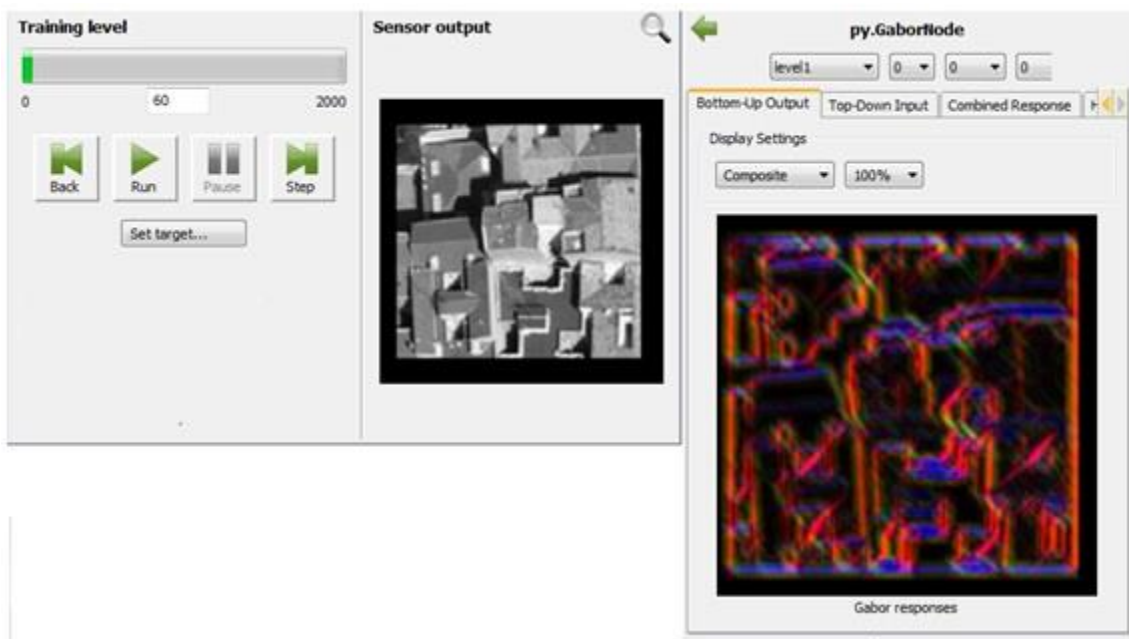 Training level
0 60 2000
Back Run Pause Step
Set target...
Sensor output
py.GaborNode
level1 0 0 0
Bottom-Up Output Top-Down Input Combined Response
Display Settings
Composite 100%
Gabor responses